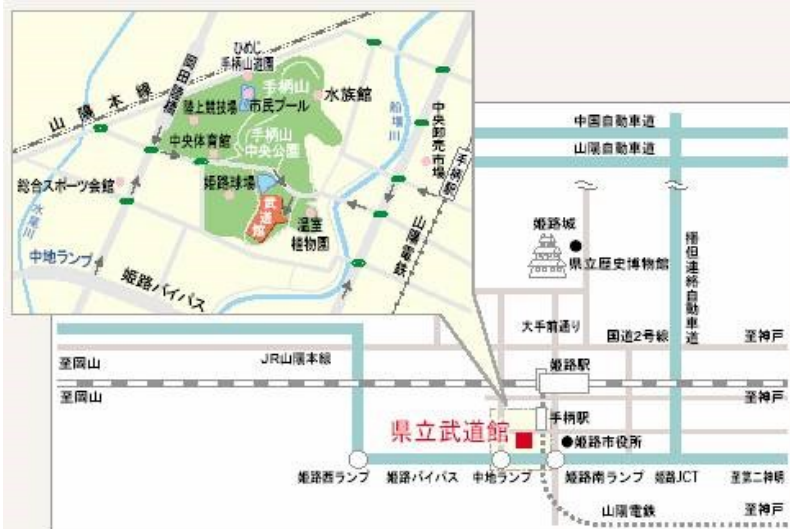 ひめじ
手柄山遊園
岡田陸橋
手柄山
水族館
陸上競技場
市民プール
山陽本線
船場川
中央卸売市場
手柄山
中央公園
中央体育館
手柄駅
総合スポーツ会館
姫路球場
武道館
温室
植物園
山陽電鉄
水尾川
中地ランプ
姫路バイパス
中国自動車道
山陽自動車道
姫路城
県立歴史博物館
播但連絡自動車道
大手前通り
国道2号線
至神戸
至岡山
JR山陽本線
姫路駅
至岡山
至神戸
手柄駅
県立武道館
姫路市役所
姫路西ランプ
姫路バイパス
中地ランプ
姫路南ランプ
姫路JCT
至第二神明
山陽電鉄
至神戸